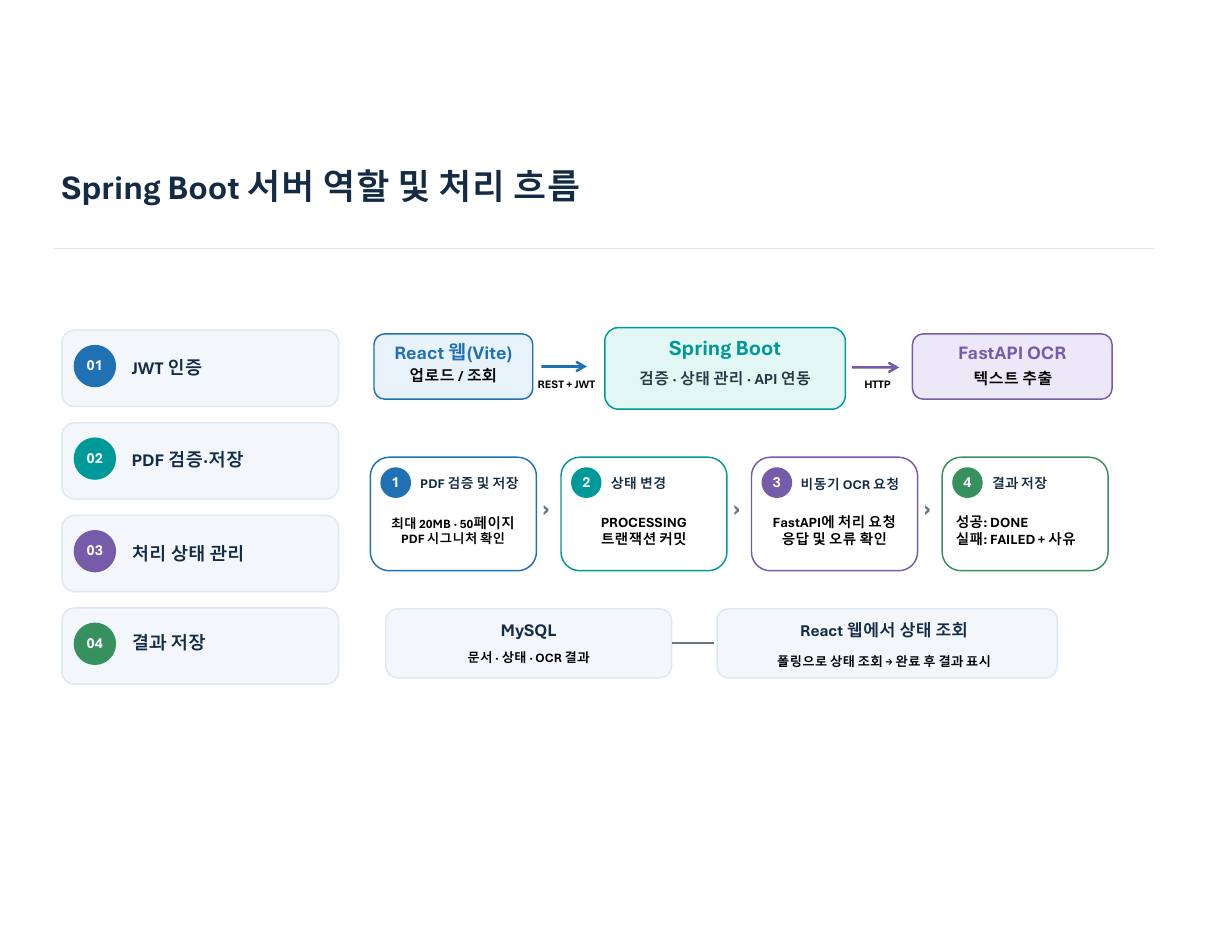 Spring Boot 서버 역할 및 처리 흐름
01 JWT 인증
02 PDF 검증·저장
03 처리 상태 관리
04 결과 저장
React 웹(Vite)
업로드 / 조회
REST + JWT
Spring Boot
검증 · 상태 관리 · API 연동
HTTP
FastAPI OCR
텍스트 추출
1 PDF 검증 및 저장
최대 20MB · 50페이지
PDF 시그니처 확인
›
2 상태 변경
PROCESSING
트랜잭션 커밋
›
3 비동기 OCR 요청
FastAPI에 처리 요청
응답 및 오류 확인
›
4 결과 저장
성공: DONE
실패: FAILED + 사유
MySQL
문서 · 상태 · OCR 결과
React 웹에서 상태 조회
폴링으로 상태 조회 → 완료 후 결과 표시